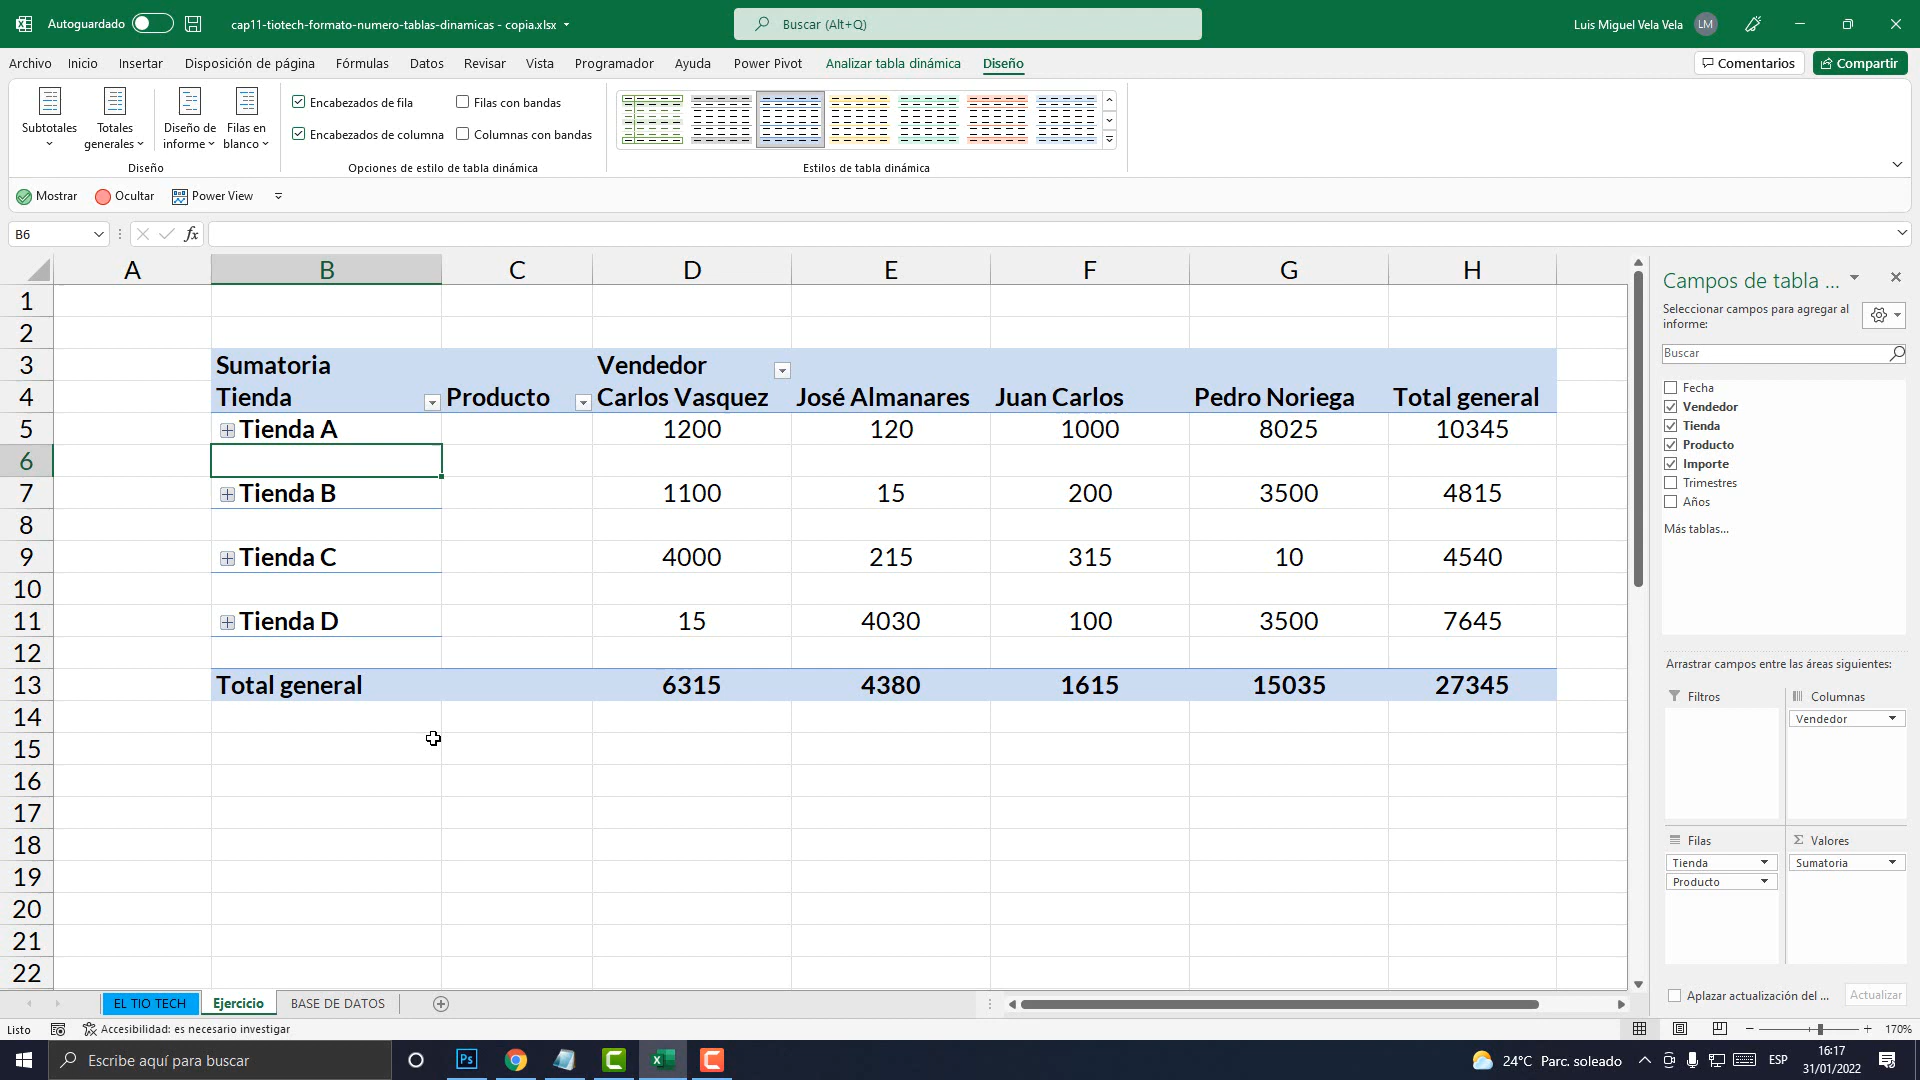 Autoguardado
cap11-tiotech-formato-numero-tablas-dinamicas - copia.xlsx
Buscar (Alt+Q)
Luis Miguel Vela Vela
LM
Archivo Inicio Insertar Disposición de página Fórmulas Datos Revisar Vista Programador Ayuda Power Pivot Analizar tabla dinámica Diseño
Comentarios
Compartir
Subtotales
Totales generales
Diseño de informe
Filas en blanco
Diseño
Encabezados de fila
Filas con bandas
Encabezados de columna
Columnas con bandas
Opciones de estilo de tabla dinámica
Estilos de tabla dinámica
Mostrar Ocultar Power View
B6
fx
A B C D E F G H
1
2
3 Sumatoria Vendedor
4 Tienda Producto Carlos Vasquez José Almanares Juan Carlos Pedro Noriega Total general
5 Tienda A 1200 120 1000 8025 10345
6
7 Tienda B 1100 15 200 3500 4815
8
9 Tienda C 4000 215 315 10 4540
10
11 Tienda D 15 4030 100 3500 7645
12
13 Total general 6315 4380 1615 15035 27345
14
15
16
17
18
19
20
21
22
Campos de tabla ...
Seleccionar campos para agregar al informe:
Buscar
Fecha
Vendedor
Tienda
Producto
Importe
Trimestres
Años
Más tablas...
Arrastrar campos entre las áreas siguientes:
Filtros
Columnas
Vendedor
Filas
Tienda
Producto
Σ Valores
Sumatoria
Aplazar actualización del ...
Actualizar
EL TIO TECH Ejercicio BASE DE DATOS
Listo
Accesibilidad: es necesario investigar
170%
Escribe aquí para buscar
Ps
24°C Parc. soleado
ESP
16:17
31/01/2022